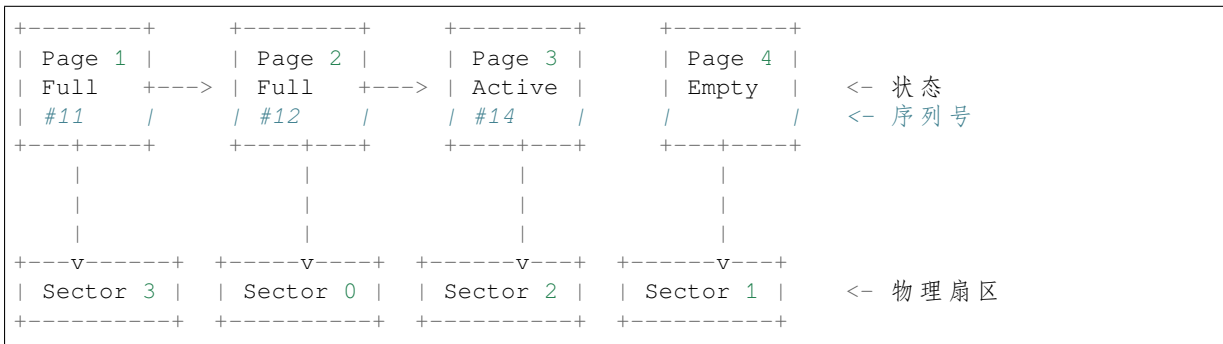 +--------+     +--------+     +--------+     +--------+
| Page 1 |     | Page 2 |     | Page 3 |     | Page 4 |
| Full   +---> | Full   +---> | Active |     | Empty  |   <- 状态
| #11    |     | #12    |     | #14    |     |        |   <- 序列号
+---+----+     +----+---+     +----+---+     +---+----+
    |               |              |             |
    |               |              |             |
    |               |              |             |
+---v------+  +-----v----+  +------v---+  +------v---+
| Sector 3 |  | Sector 0 |  | Sector 2 |  | Sector 1 |   <- 物理扇区
+----------+  +----------+  +----------+  +----------+